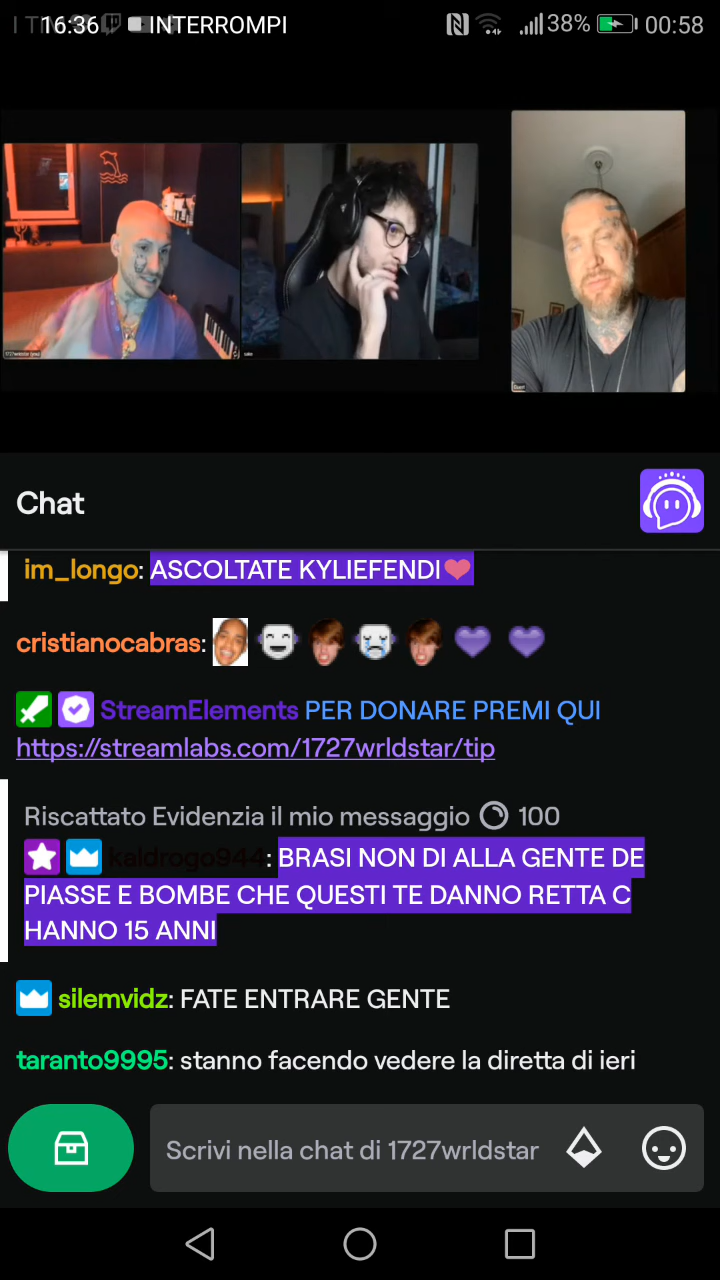 16:36 INTERROMPI 38% 00:58
1727wrldstar (you)
Guest
Chat
im_longo: ASCOLTATE KYLIEFENDI
cristianocabras:
StreamElements PER DONARE PREMI QUI
https://streamlabs.com/1727wrldstar/tip
Riscattato Evidenzia il mio messaggio 100
kaldrogo944: BRASI NON DI ALLA GENTE DE
PIASSE E BOMBE CHE QUESTI TE DANNO RETTA C
HANNO 15 ANNI
silemvidz: FATE ENTRARE GENTE
taranto9995: stanno facendo vedere la diretta di ieri
Scrivi nella chat di 1727wrldstar